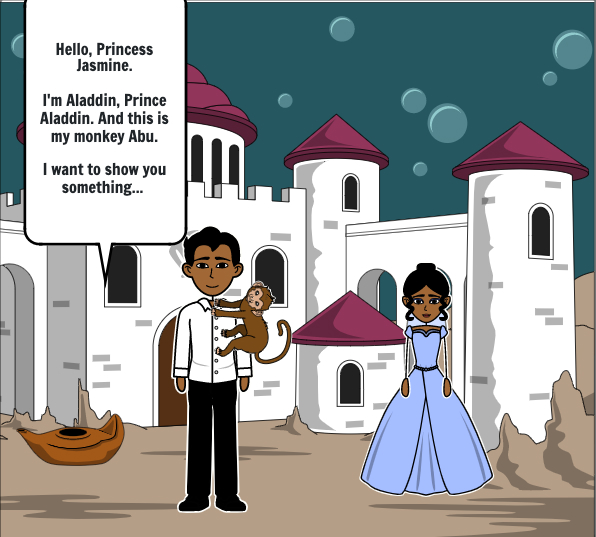 Hello, Princess
Jasmine.
I'm Aladdin, Prince
Aladdin. And this is
my monkey Abu.
I want to show you
something...